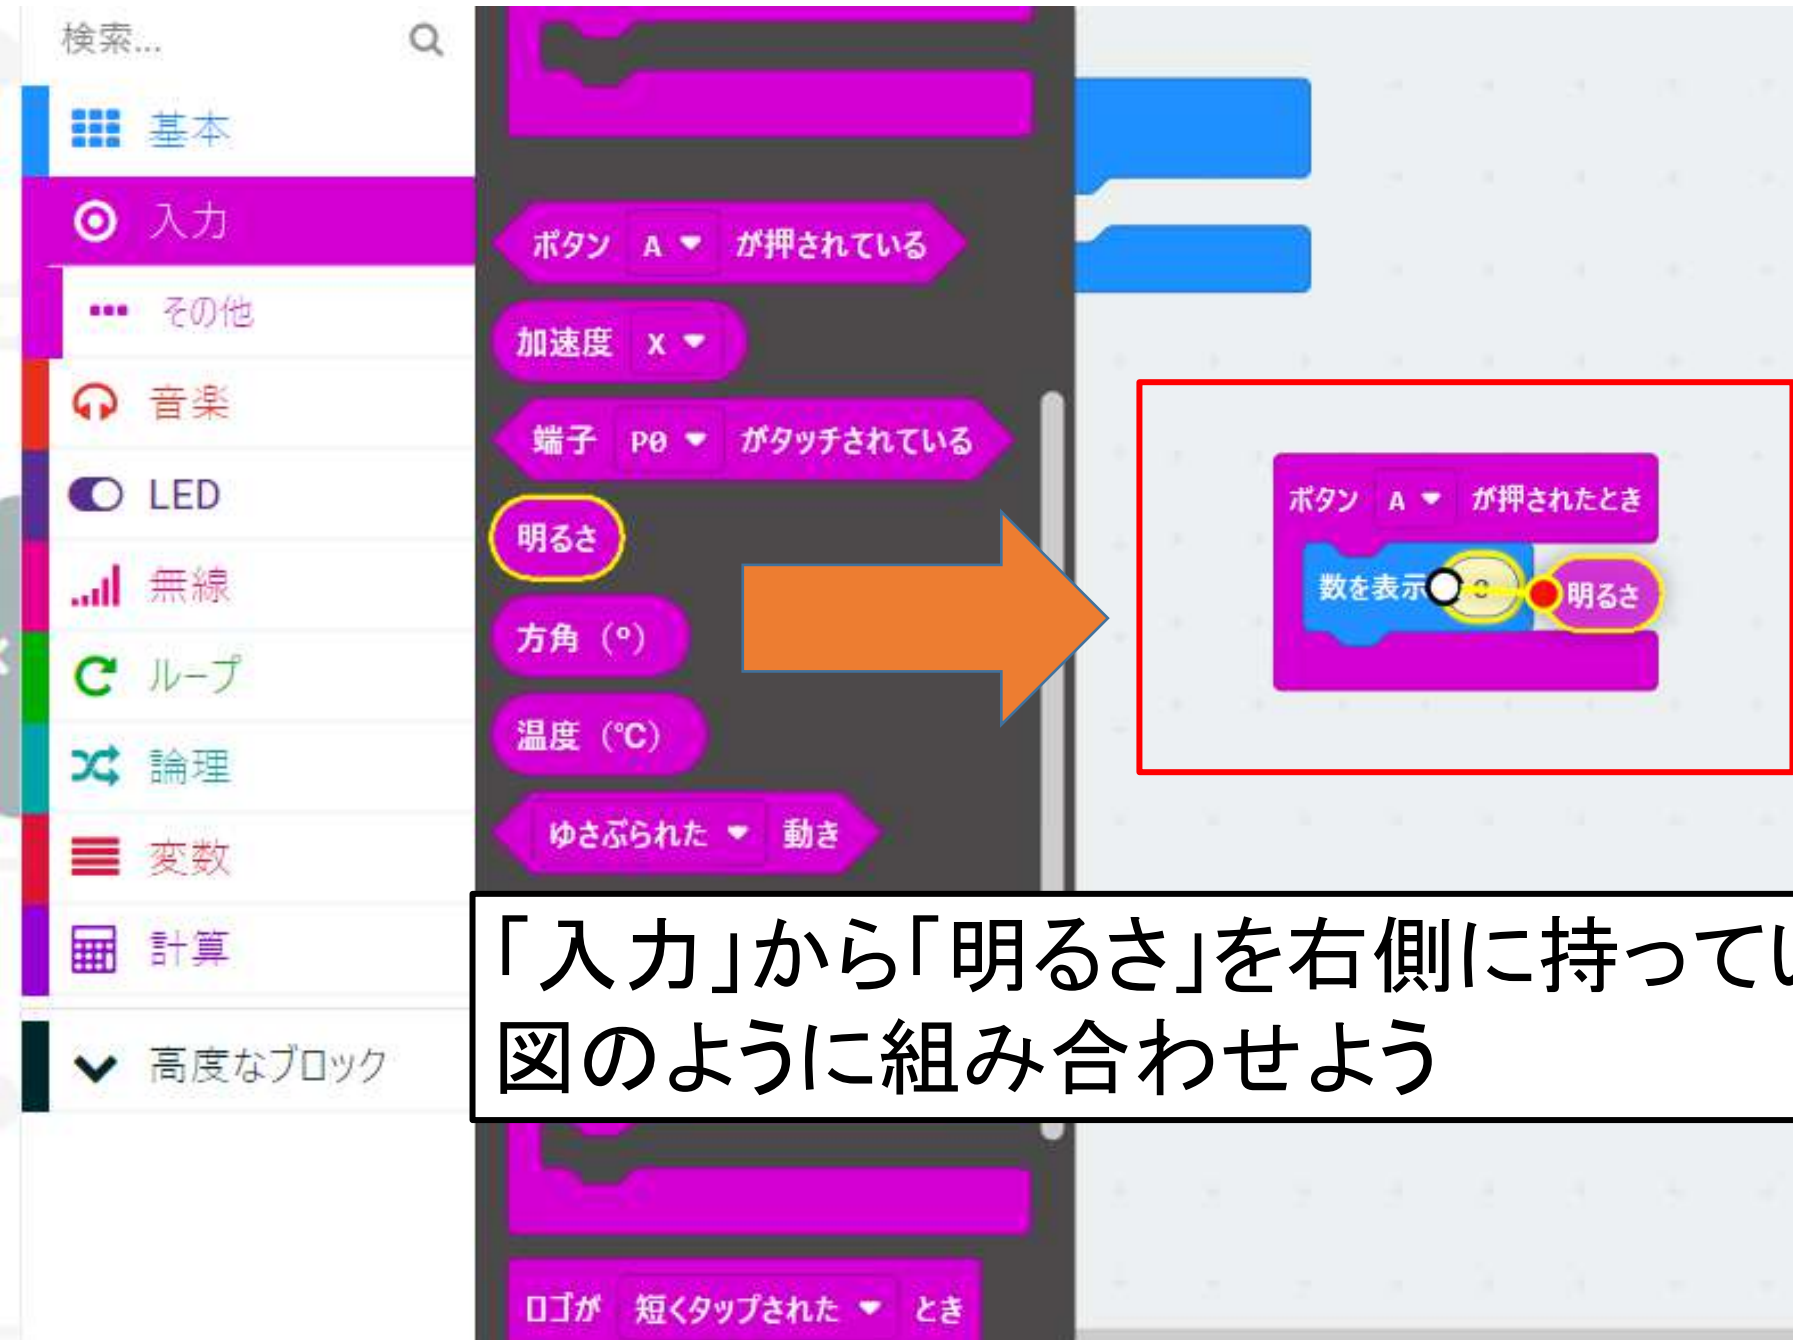 検索...
基本
入力
その他
音楽
LED
無線
ループ
論理
変数
計算
高度なブロック
ボタン A が押されている
加速度 X
端子 P0 がタッチされている
明るさ
方角 (°)
温度 (℃)
ゆさぶられた 動き
ロゴが 短くタップされた とき
ボタン A が押されたとき
数を表示 0 明るさ
「入力」から「明るさ」を右側に持ってい
図のように組み合わせよう